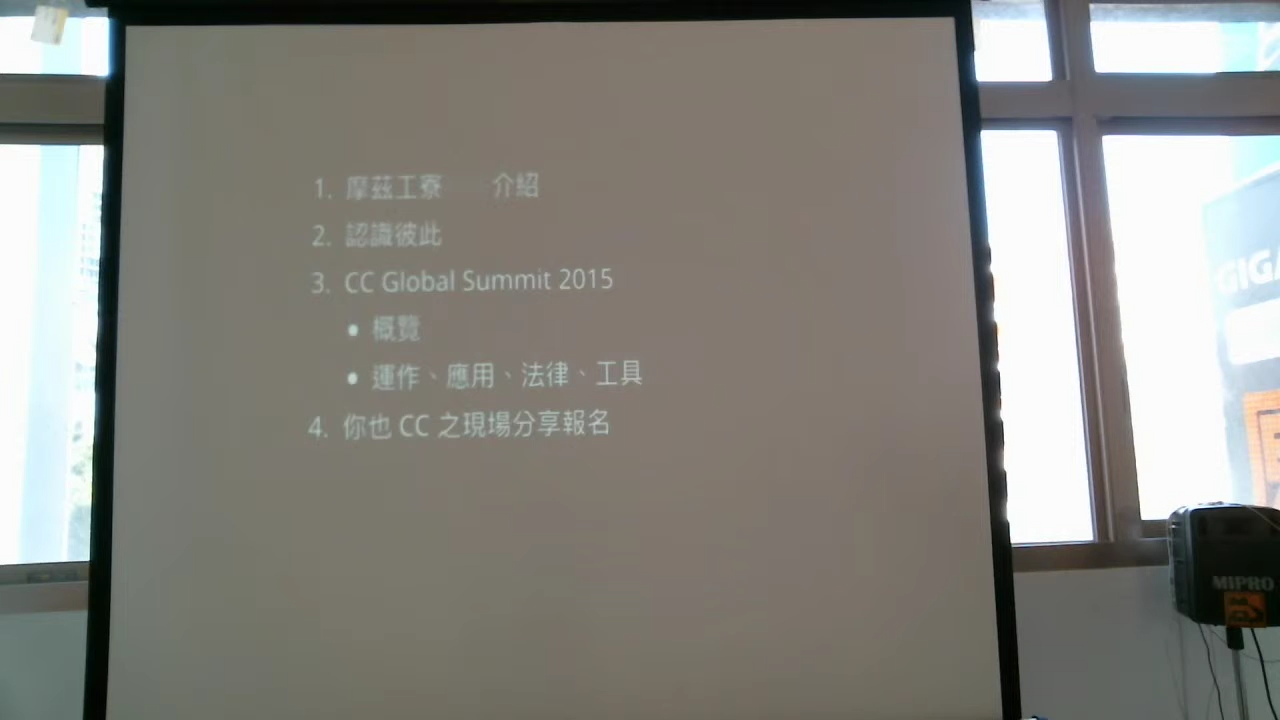 1. 摩茲工寮 介紹
2. 認識彼此
3. CC Global Summit 2015
• 概覽
• 運作、應用、法律、工具
4. 你也 CC 之現場分享報名
GIGA
MIPRO